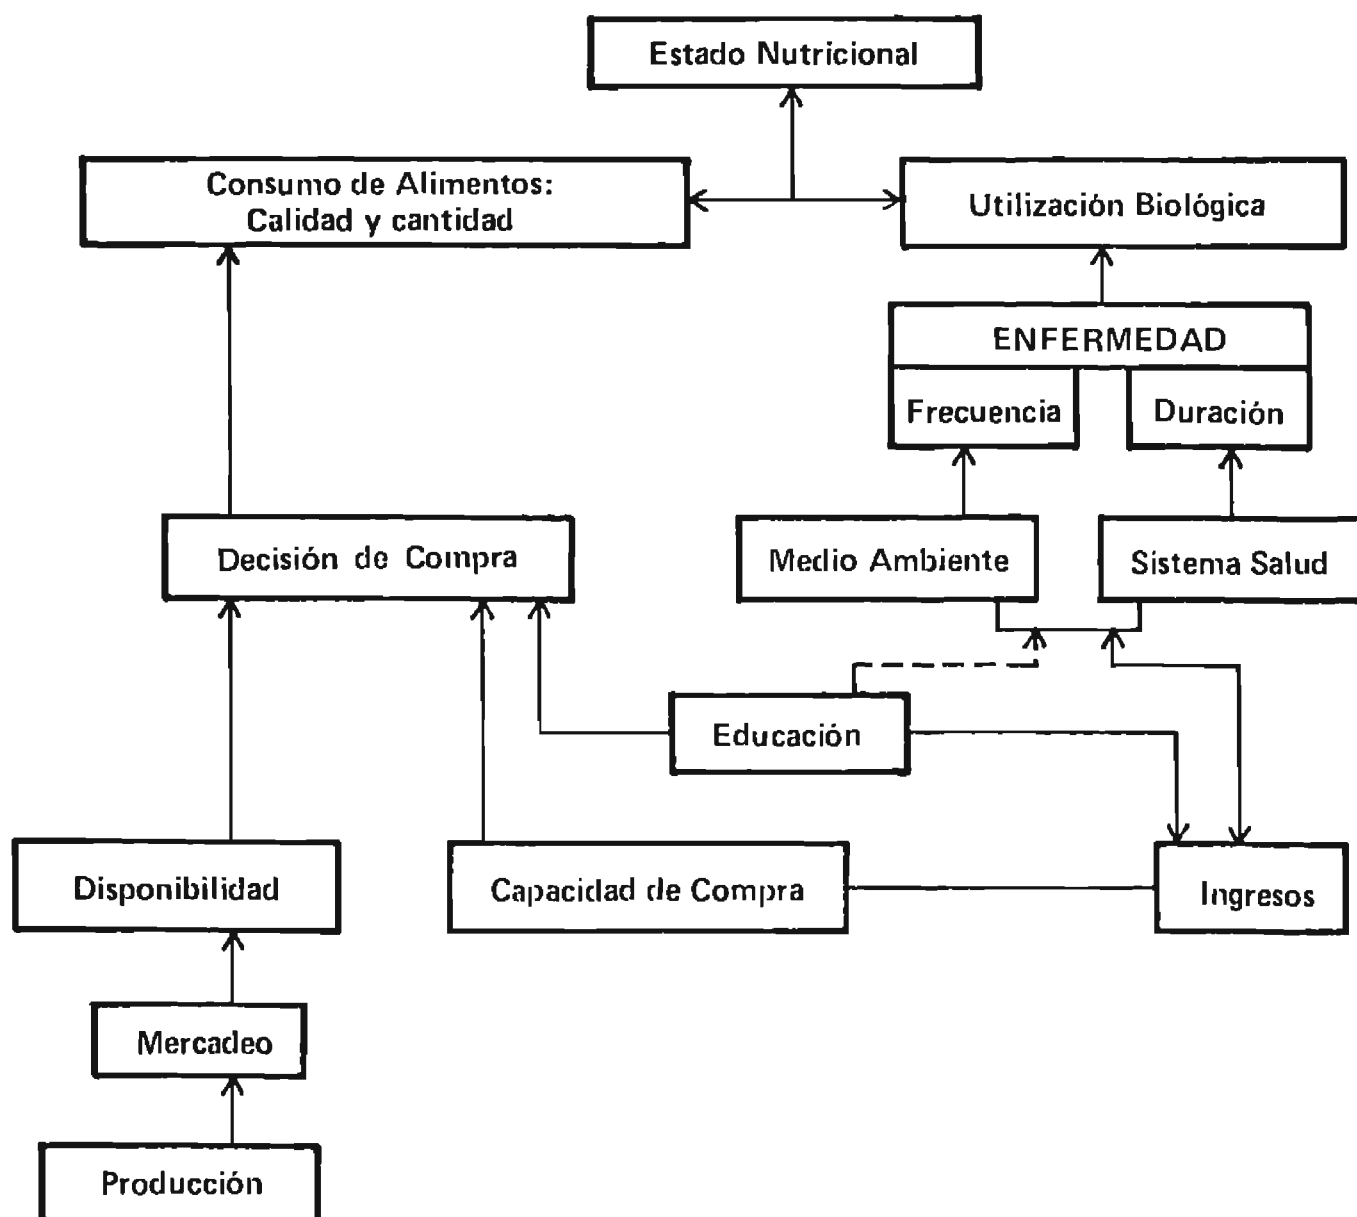 Estado Nutricional
Consumo de Alimentos:
Calidad y cantidad
Utilización Biológica
ENFERMEDAD
Frecuencia
Duración
Decisión de Compra
Medio Ambiente
Sistema Salud
Educación
Disponibilidad
Capacidad de Compra
Ingresos
Mercadeo
Producción